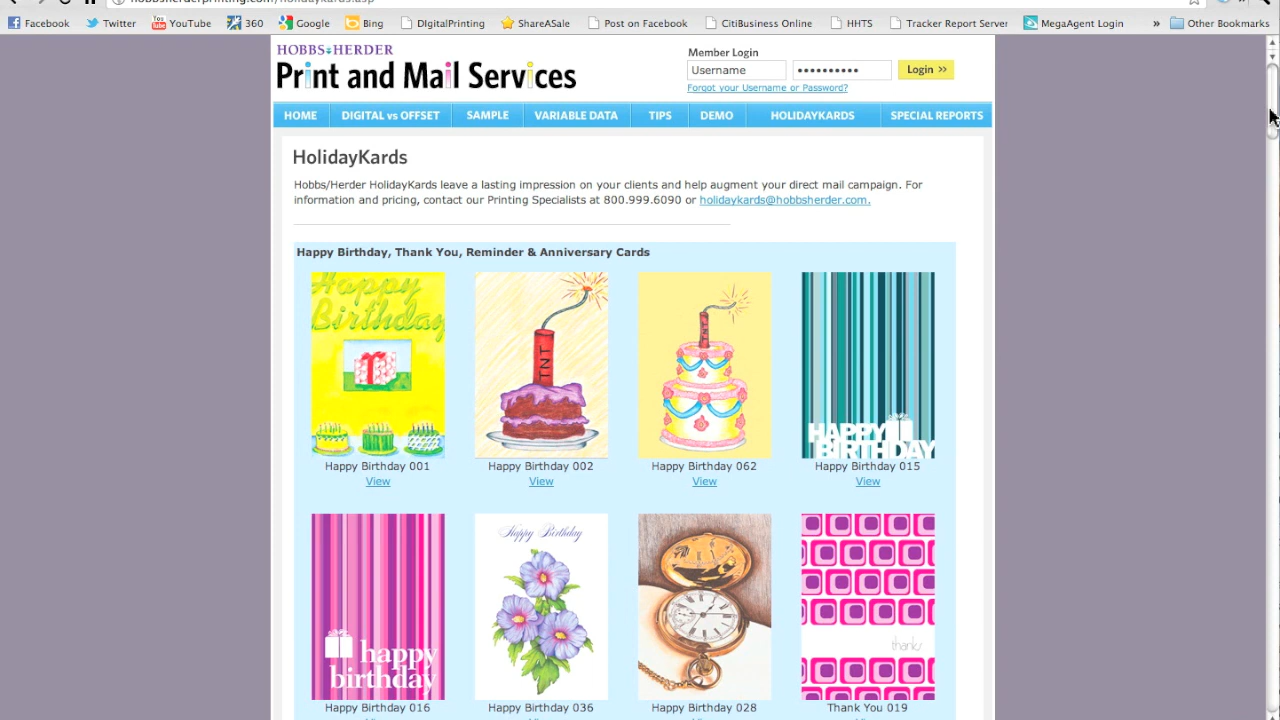 hobbsherderprinting.com/holidaykards.asp
Facebook Twitter YouTube 360 Google Bing DIgitalPrinting ShareASale Post on Facebook CitiBusiness Online HHTS Tracker Report Server MegaAgent Login » Other Bookmarks
HOBBS HERDER
Print and Mail Services
Member Login
Username •••••••••• Login >>
Forgot your Username or Password?
HOME DIGITAL vs OFFSET SAMPLE VARIABLE DATA TIPS DEMO HOLIDAYKARDS SPECIAL REPORTS
HolidayKards
Hobbs/Herder HolidayKards leave a lasting impression on your clients and help augment your direct mail campaign. For
information and pricing, contact our Printing Specialists at 800.999.6090 or holidaykards@hobbsherder.com.
Happy Birthday, Thank You, Reminder & Anniversary Cards
Happy
Birthday
TNT
TNT
HAPPY
BIRTHDAY
Happy Birthday 001 Happy Birthday 002 Happy Birthday 062 Happy Birthday 015
View View View View
happy
birthday
Happy Birthday
thanks
Happy Birthday 016 Happy Birthday 036 Happy Birthday 028 Thank You 019